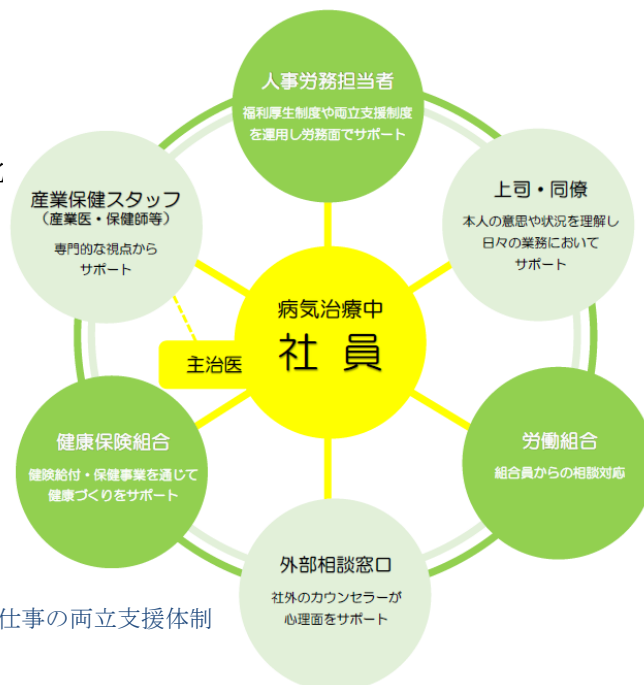 人事労務担当者
福利厚生制度や両立支援制度
を運用し労務面でサポート
産業保健スタッフ
（産業医・保健師等）
専門的な視点から
サポート
上司・同僚
本人の意思や状況を理解し
日々の業務において
サポート
病気治療中
社 員
主治医
健康保険組合
健険給付・保健事業を通じて
健康づくりをサポート
労働組合
組合員からの相談対応
外部相談窓口
社外のカウンセラーが
心理面をサポート
仕事の両立支援体制